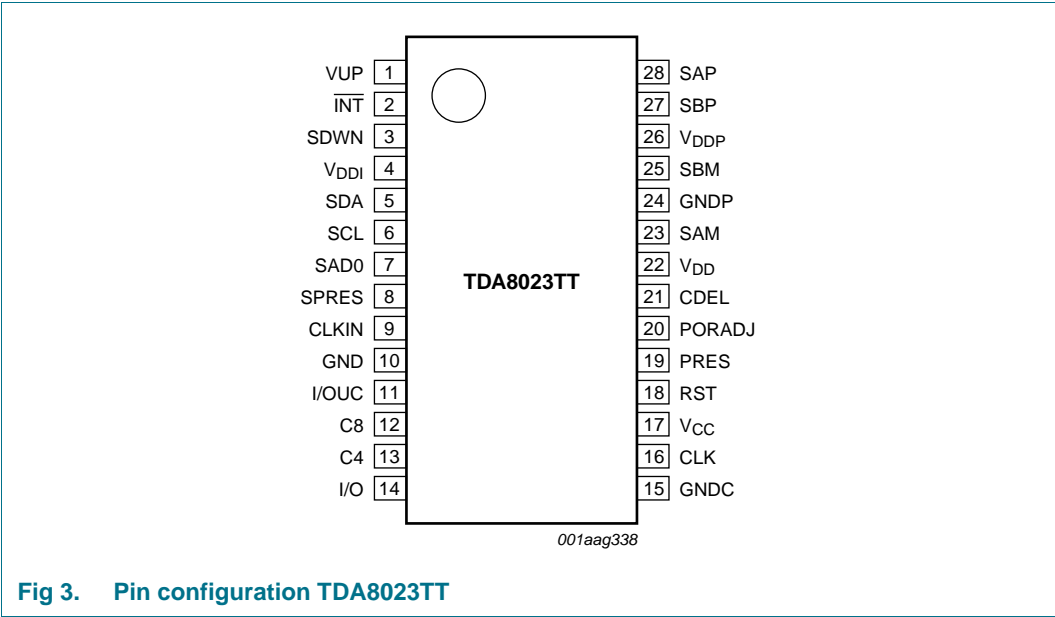 VUP 1 28 SAP
INT 2 27 SBP
SDWN 3 26 VDDP
VDDI 4 25 SBM
SDA 5 24 GNDP
SCL 6 23 SAM
SAD0 7 22 VDD
TDA8023TT
SPRES 8 21 CDEL
CLKIN 9 20 PORADJ
GND 10 19 PRES
I/OUC 11 18 RST
C8 12 17 VCC
C4 13 16 CLK
I/O 14 15 GNDC
001aag338
Fig 3. Pin configuration TDA8023TT